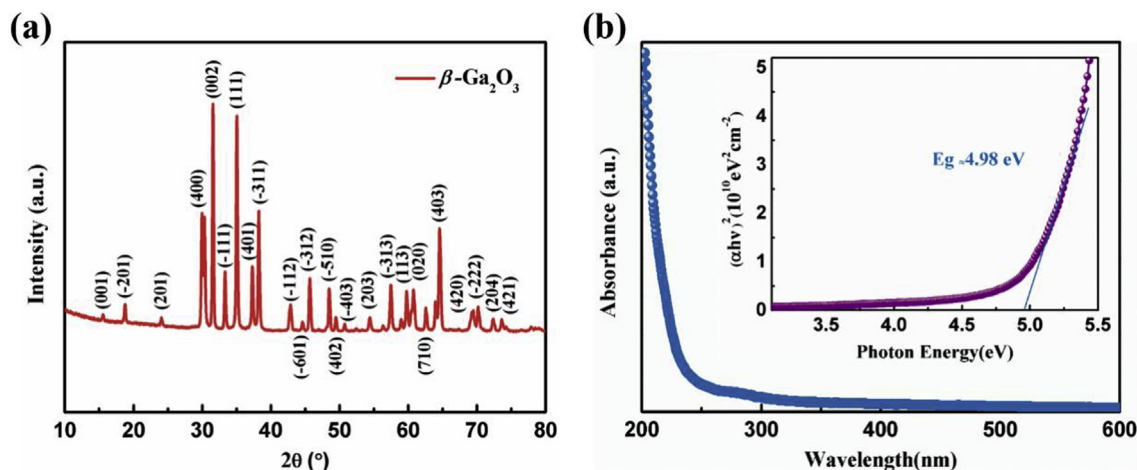 (a)
Intensity (a.u.)
β-Ga₂O₃
(001)
(-201)
(201)
(400)
(002)
(-111)
(111)
(401)
(-311)
(-112)
(-601)
(-312)
(-510)
(402)
(-403)
(203)
(-313)
(113)
(020)
(710)
(403)
(420)
(-222)
(204)
(421)
10 20 30 40 50 60 70 80
2θ (°)
(b)
Absorbance (a.u.)
(αhν)² (10¹⁰ eV² cm⁻²)
5
4
3
2
1
0
Eg ≈4.98 eV
3.5 4.0 4.5 5.0 5.5
Photon Energy(eV)
200 300 400 500 600
Wavelength(nm)